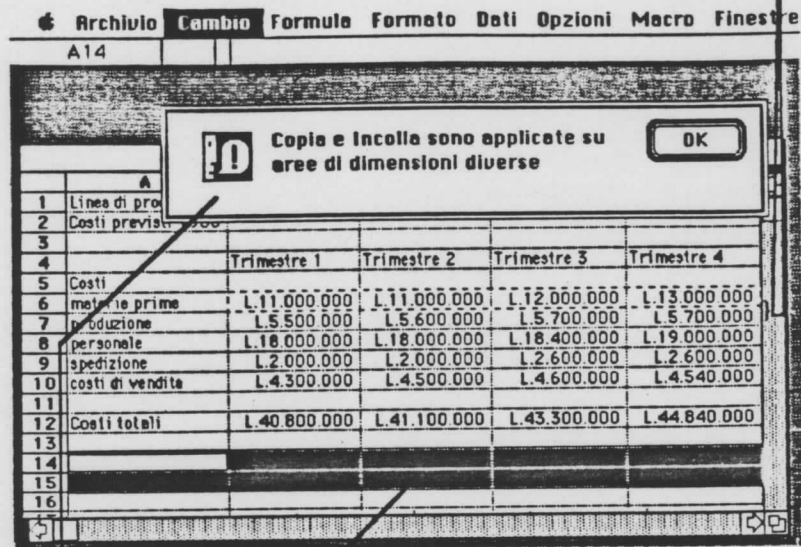 Archivio Cambio Formula Formato Dati Opzioni Macro Finestre
A14
Copia e Incolla sono applicate su
aree di dimensioni diverse
OK
A
1 Linea di pro
2 Costi previsti
3
4 Trimestre 1 Trimestre 2 Trimestre 3 Trimestre 4
5 Costi
6 materie prime L.11.000.000 L.11.000.000 L.12.000.000 L.13.000.000
7 produzione L.5.500.000 L.5.600.000 L.5.700.000 L.5.700.000
8 personale L.18.000.000 L.18.000.000 L.18.400.000 L.19.000.000
9 spedizione L.2.000.000 L.2.000.000 L.2.600.000 L.2.600.000
10 costi di vendita L.4.300.000 L.4.500.000 L.4.600.000 L.4.540.000
11
12 Costi totali L.40.800.000 L.41.100.000 L.43.300.000 L.44.840.000
13
14
15
16